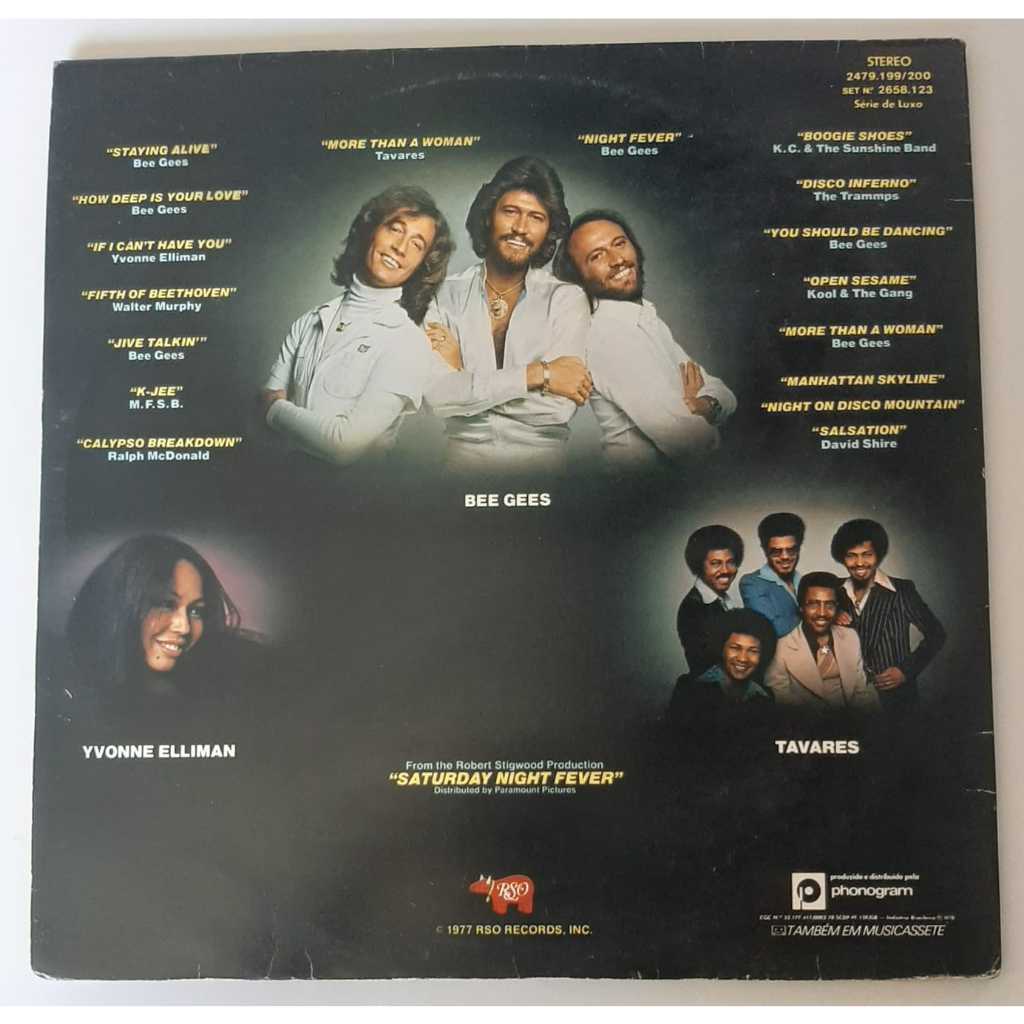 STEREO
2479.199/200
SET N.º 2658.123
Série de Luxo
"STAYING ALIVE"
Bee Gees
"HOW DEEP IS YOUR LOVE"
Bee Gees
"IF I CAN'T HAVE YOU"
Yvonne Elliman
"FIFTH OF BEETHOVEN"
Walter Murphy
"JIVE TALKIN'"
Bee Gees
"K-JEE"
M.F.S.B.
"CALYPSO BREAKDOWN"
Ralph McDonald
"MORE THAN A WOMAN"
Tavares
"NIGHT FEVER"
Bee Gees
"BOOGIE SHOES"
K.C. & The Sunshine Band
"DISCO INFERNO"
The Trammps
"YOU SHOULD BE DANCING"
Bee Gees
"OPEN SESAME"
Kool & The Gang
"MORE THAN A WOMAN"
Bee Gees
"MANHATTAN SKYLINE"
"NIGHT ON DISCO MOUNTAIN"
"SALSATION"
David Shire
BEE GEES
YVONNE ELLIMAN
TAVARES
From the Robert Stigwood Production
"SATURDAY NIGHT FEVER"
Distributed by Paramount Pictures
RSO
© 1977 RSO RECORDS, INC.
produzido e distribuído pela
phonogram
Indústria Brasileira
TAMBÉM EM MUSICASSETE